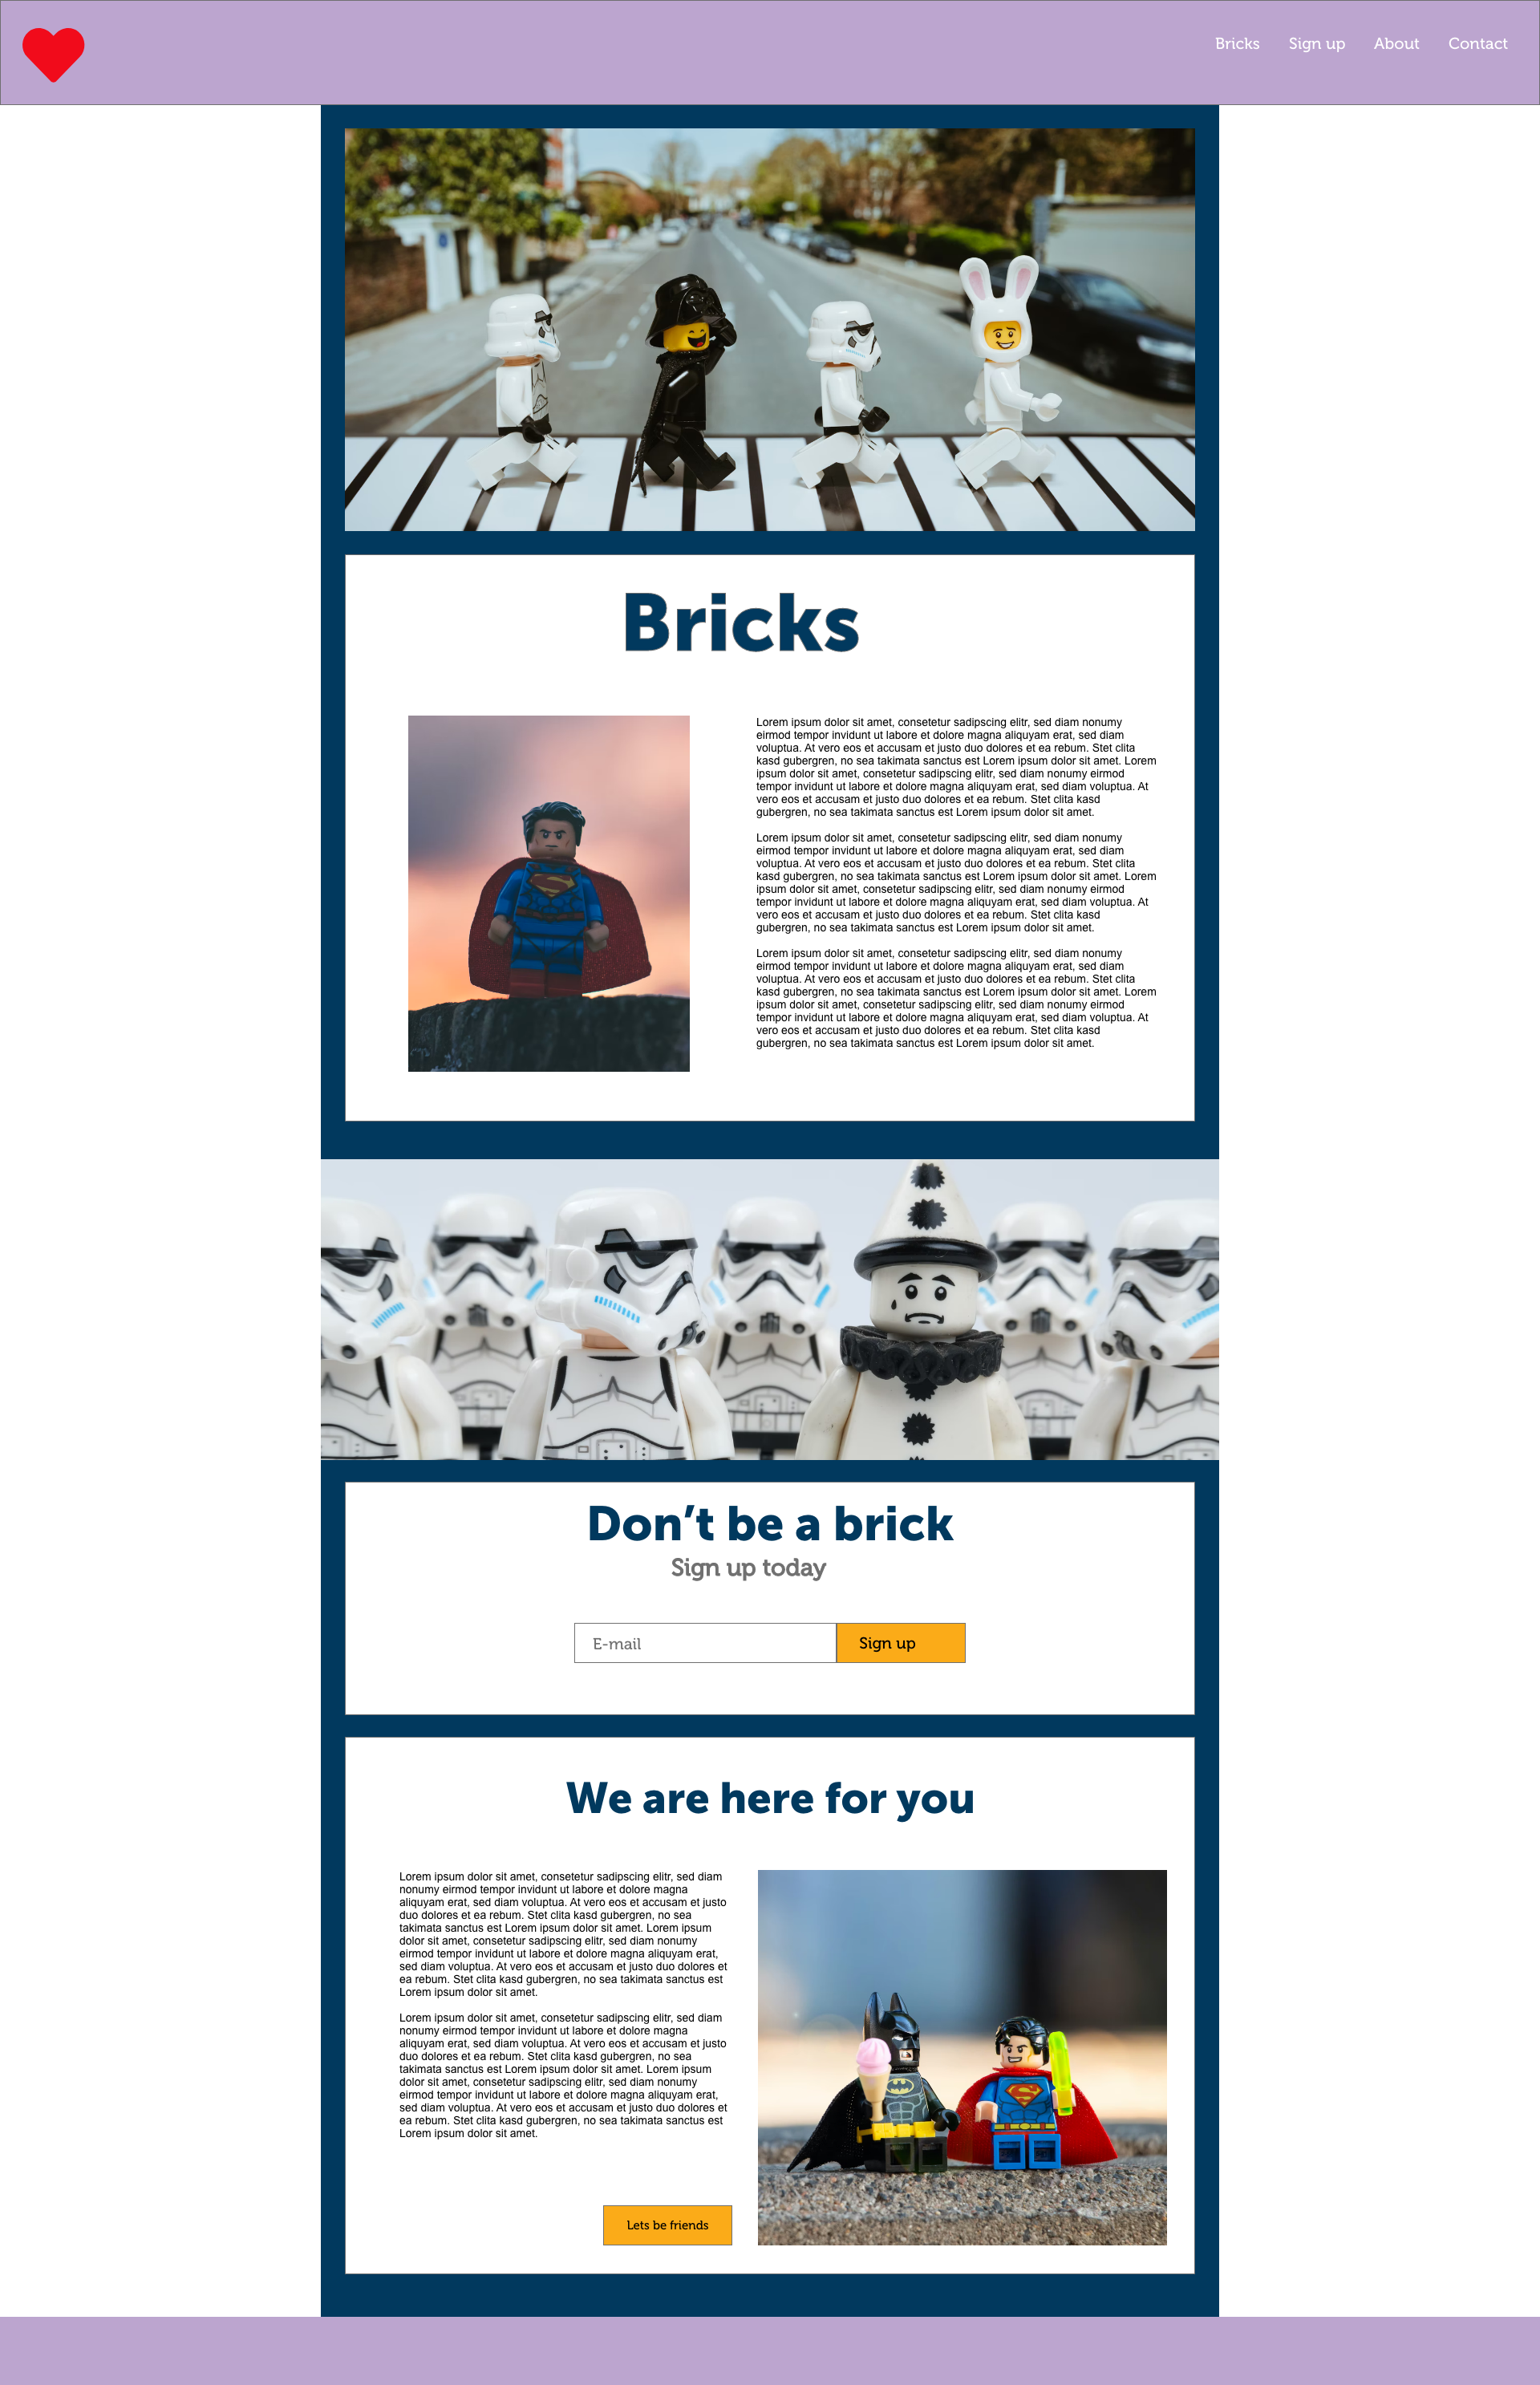 Bricks Sign up About Contact
Bricks
Lorem ipsum dolor sit amet, consetetur sadipscing elitr, sed diam nonumy
eirmod tempor invidunt ut labore et dolore magna aliquyam erat, sed diam
voluptua. At vero eos et accusam et justo duo dolores et ea rebum. Stet clita
kasd gubergren, no sea takimata sanctus est Lorem ipsum dolor sit amet. Lorem
ipsum dolor sit amet, consetetur sadipscing elitr, sed diam nonumy eirmod
tempor invidunt ut labore et dolore magna aliquyam erat, sed diam voluptua. At
vero eos et accusam et justo duo dolores et ea rebum. Stet clita kasd
gubergren, no sea takimata sanctus est Lorem ipsum dolor sit amet.
Lorem ipsum dolor sit amet, consetetur sadipscing elitr, sed diam nonumy
eirmod tempor invidunt ut labore et dolore magna aliquyam erat, sed diam
voluptua. At vero eos et accusam et justo duo dolores et ea rebum. Stet clita
kasd gubergren, no sea takimata sanctus est Lorem ipsum dolor sit amet. Lorem
ipsum dolor sit amet, consetetur sadipscing elitr, sed diam nonumy eirmod
tempor invidunt ut labore et dolore magna aliquyam erat, sed diam voluptua. At
vero eos et accusam et justo duo dolores et ea rebum. Stet clita kasd
gubergren, no sea takimata sanctus est Lorem ipsum dolor sit amet.
Lorem ipsum dolor sit amet, consetetur sadipscing elitr, sed diam nonumy
eirmod tempor invidunt ut labore et dolore magna aliquyam erat, sed diam
voluptua. At vero eos et accusam et justo duo dolores et ea rebum. Stet clita
kasd gubergren, no sea takimata sanctus est Lorem ipsum dolor sit amet. Lorem
ipsum dolor sit amet, consetetur sadipscing elitr, sed diam nonumy eirmod
tempor invidunt ut labore et dolore magna aliquyam erat, sed diam voluptua. At
vero eos et accusam et justo duo dolores et ea rebum. Stet clita kasd
gubergren, no sea takimata sanctus est Lorem ipsum dolor sit amet.
Don’t be a brick
Sign up today
E-mail Sign up
We are here for you
Lorem ipsum dolor sit amet, consetetur sadipscing elitr, sed diam
nonumy eirmod tempor invidunt ut labore et dolore magna
aliquyam erat, sed diam voluptua. At vero eos et accusam et justo
duo dolores et ea rebum. Stet clita kasd gubergren, no sea
takimata sanctus est Lorem ipsum dolor sit amet. Lorem ipsum
dolor sit amet, consetetur sadipscing elitr, sed diam nonumy
eirmod tempor invidunt ut labore et dolore magna aliquyam erat,
sed diam voluptua. At vero eos et accusam et justo duo dolores et
ea rebum. Stet clita kasd gubergren, no sea takimata sanctus est
Lorem ipsum dolor sit amet.
Lorem ipsum dolor sit amet, consetetur sadipscing elitr, sed diam
nonumy eirmod tempor invidunt ut labore et dolore magna
aliquyam erat, sed diam voluptua. At vero eos et accusam et justo
duo dolores et ea rebum. Stet clita kasd gubergren, no sea
takimata sanctus est Lorem ipsum dolor sit amet. Lorem ipsum
dolor sit amet, consetetur sadipscing elitr, sed diam nonumy
eirmod tempor invidunt ut labore et dolore magna aliquyam erat,
sed diam voluptua. At vero eos et accusam et justo duo dolores et
ea rebum. Stet clita kasd gubergren, no sea takimata sanctus est
Lorem ipsum dolor sit amet.
Lets be friends